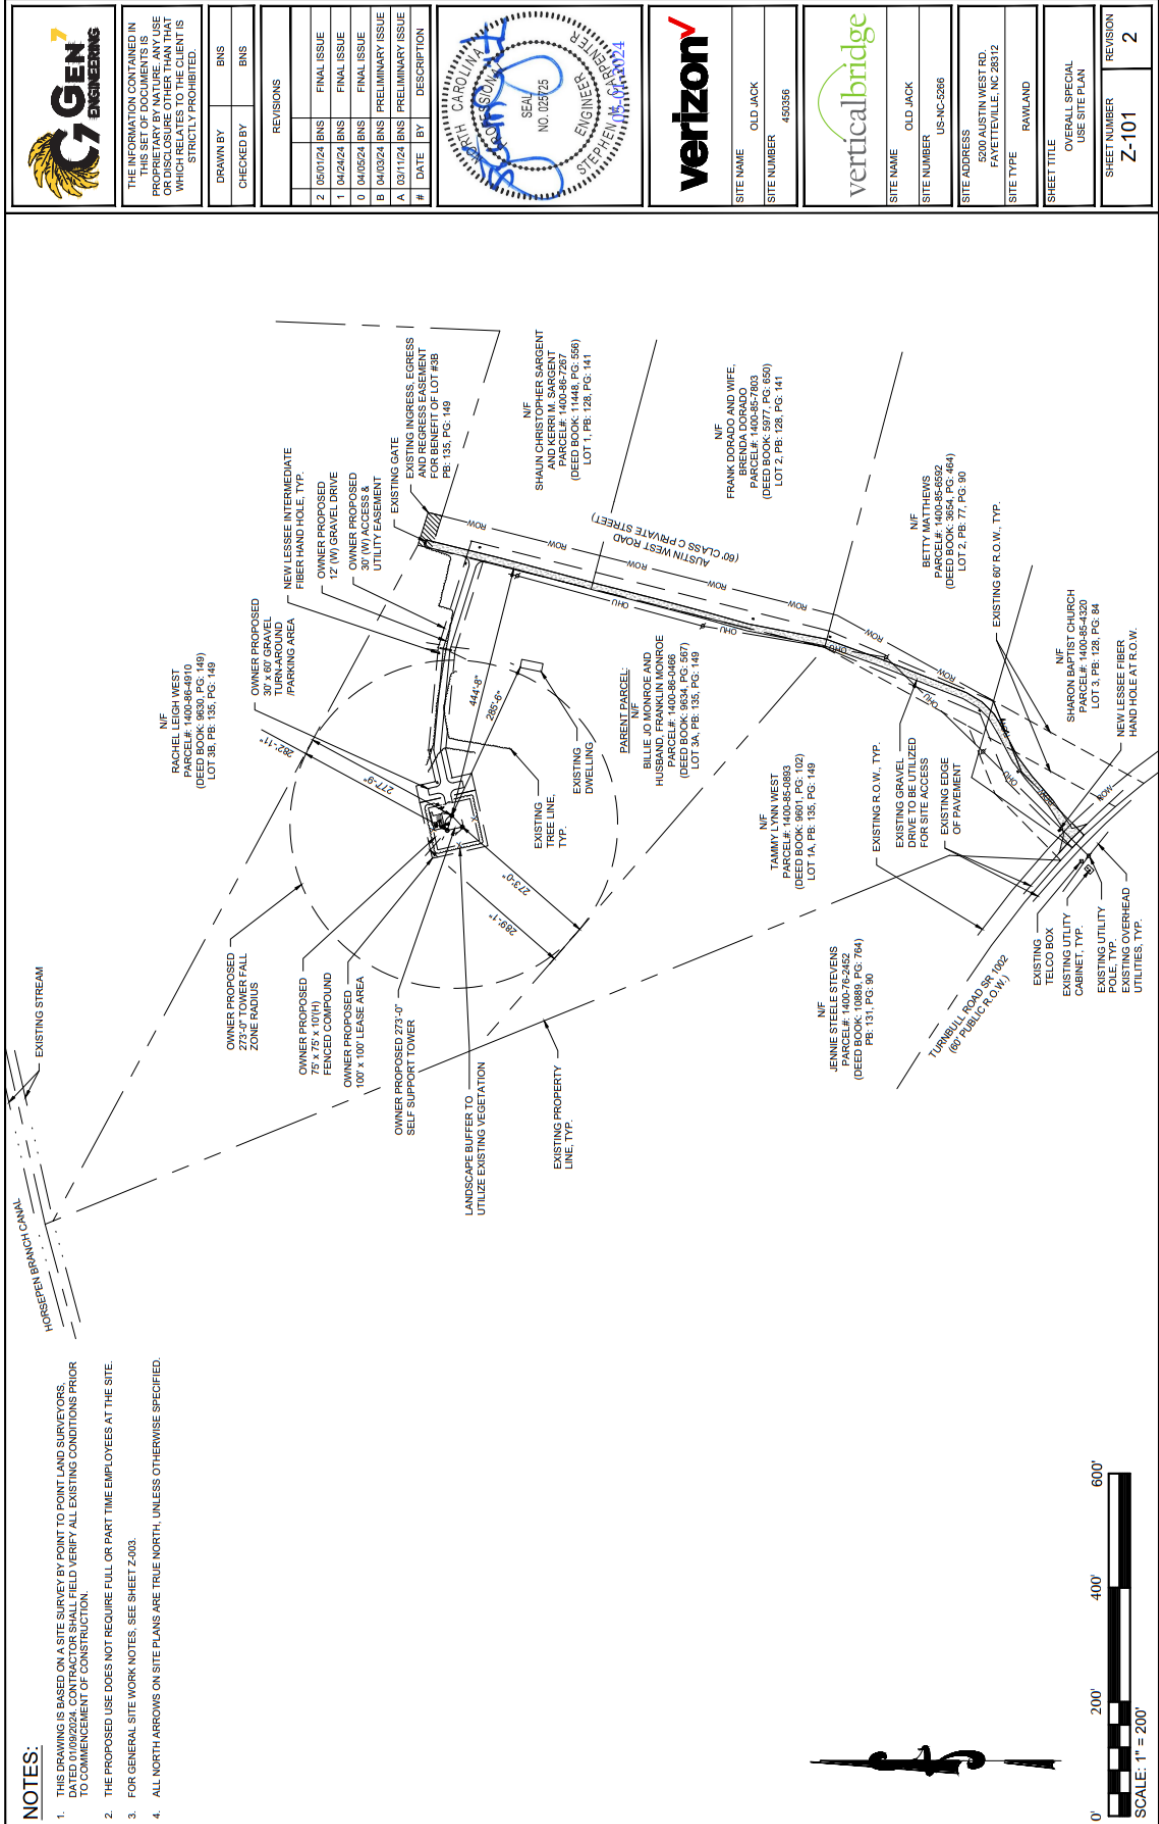 NOTES:
1. THIS DRAWING IS BASED ON A SITE SURVEY BY POINT TO POINT LAND SURVEYORS,
DATED 01/09/2024. CONTRACTOR SHALL FIELD VERIFY ALL EXISTING CONDITIONS PRIOR
TO COMMENCEMENT OF CONSTRUCTION.
2. THE PROPOSED USE DOES NOT REQUIRE FULL OR PART TIME EMPLOYEES AT THE SITE.
3. FOR GENERAL SITE WORK NOTES, SEE SHEET Z-003.
4. ALL NORTH ARROWS ON SITE PLANS ARE TRUE NORTH, UNLESS OTHERWISE SPECIFIED.
HORSEPEN BRANCH CANAL
EXISTING STREAM
N/F
RACHEL LEIGH WEST
PARCEL#: 1400-86-4910
(DEED BOOK: 9630, PG: 149)
LOT 3B, PB: 135, PG: 149
OWNER PROPOSED
273'-0" TOWER FALL
ZONE RADIUS
OWNER PROPOSED
75' x 75' x 10'(H)
FENCED COMPOUND
OWNER PROPOSED
100' x 100' LEASE AREA
OWNER PROPOSED 273'-0"
SELF SUPPORT TOWER
LANDSCAPE BUFFER TO
UTILIZE EXISTING VEGETATION
EXISTING PROPERTY
LINE, TYP.
OWNER PROPOSED
30' x 60' GRAVEL
TURN-AROUND
/PARKING AREA
NEW LESSEE INTERMEDIATE
FIBER HAND HOLE, TYP.
OWNER PROPOSED
12' (W) GRAVEL DRIVE
OWNER PROPOSED
30' (W) ACCESS &
UTILITY EASEMENT
EXISTING GATE
EXISTING INGRESS, EGRESS
AND REGRESS EASEMENT
FOR BENEFIT OF LOT #3B
PB: 135, PG: 149
282'-11"
277'-9"
444'-8"
285'-6"
289'-1"
273'-0"
EXISTING
TREE LINE,
TYP.
EXISTING
DWELLING
PARENT PARCEL:
N/F
BILLIE JO MONROE AND
HUSBAND, FRANKLIN MONROE
PARCEL#: 1400-86-0466
(DEED BOOK: 9634, PG: 567)
LOT 3A, PB: 135, PG: 149
N/F
SHAUN CHRISTOPHER SARGENT
AND KERRI M. SARGENT
PARCEL#: 1400-86-7267
(DEED BOOK: 11448, PG: 556)
LOT 1, PB: 128, PG: 141
AUSTIN WEST ROAD
(60' CLASS C PRIVATE STREET)
ROW
ROW
ROW
ROW
ROW
ROW
ROW
ROW
ROW
ROW
OHU
OHU
OHU
OHU
OHU
N/F
FRANK DORADO AND WIFE,
BRENDA DORADO
PARCEL#: 1400-85-7803
(DEED BOOK: 5977, PG: 650)
LOT 2, PB: 128, PG: 141
N/F
TAMMY LYNN WEST
PARCEL#: 1400-85-0893
(DEED BOOK: 9601, PG: 102)
LOT 1A, PB: 135, PG: 149
N/F
BETTY MATTHEWS
PARCEL#: 1400-85-6592
(DEED BOOK: 3654, PG: 464)
LOT 2, PB: 77, PG: 90
N/F
JENNIE STEELE STEVENS
PARCEL#: 1400-76-2452
(DEED BOOK: 10889, PG: 764)
PB: 131, PG: 90
EXISTING R.O.W., TYP.
EXISTING GRAVEL
DRIVE TO BE UTILIZED
FOR SITE ACCESS
EXISTING EDGE
OF PAVEMENT
EXISTING 60' R.O.W., TYP.
TURNBULL ROAD SR 1002
(60' PUBLIC R.O.W.)
N/F
SHARON BAPTIST CHURCH
PARCEL#: 1400-85-4320
LOT 3, PB: 128, PG: 84
NEW LESSEE FIBER
HAND HOLE AT R.O.W.
EXISTING
TELCO BOX
EXISTING UTLITY
CABINET, TYP.
EXISTING UTILITY
POLE, TYP.
EXISTING OVERHEAD
UTILITIES, TYP.
0' 200' 400' 600'
SCALE: 1" = 200'
GEN7
ENGINEERING
THE INFORMATION CONTAINED IN
THIS SET OF DOCUMENTS IS
PROPRIETARY BY NATURE. ANY USE
OR DISCLOSURE OTHER THAN THAT
WHICH RELATES TO THE CLIENT IS
STRICTLY PROHIBITED.
DRAWN BY BNS
CHECKED BY BNS
REVISIONS
2 05/01/24 BNS FINAL ISSUE
1 04/24/24 BNS FINAL ISSUE
0 04/05/24 BNS FINAL ISSUE
B 04/03/24 BNS PRELIMINARY ISSUE
A 03/11/24 BNS PRELIMINARY ISSUE
# DATE BY DESCRIPTION
NORTH CAROLINA
PROFESSIONAL
SEAL
NO. 025725
ENGINEER
STEPHEN M. CARPENTER
verizon
SITE NAME
OLD JACK
SITE NUMBER
450356
verticalbridge
SITE NAME
OLD JACK
SITE NUMBER
US-NC-5266
SITE ADDRESS
5200 AUSTIN WEST RD.
FAYETTEVILLE, NC 28312
SITE TYPE
RAWLAND
SHEET TITLE
OVERALL SPECIAL
USE SITE PLAN
SHEET NUMBER REVISION
Z-101 2